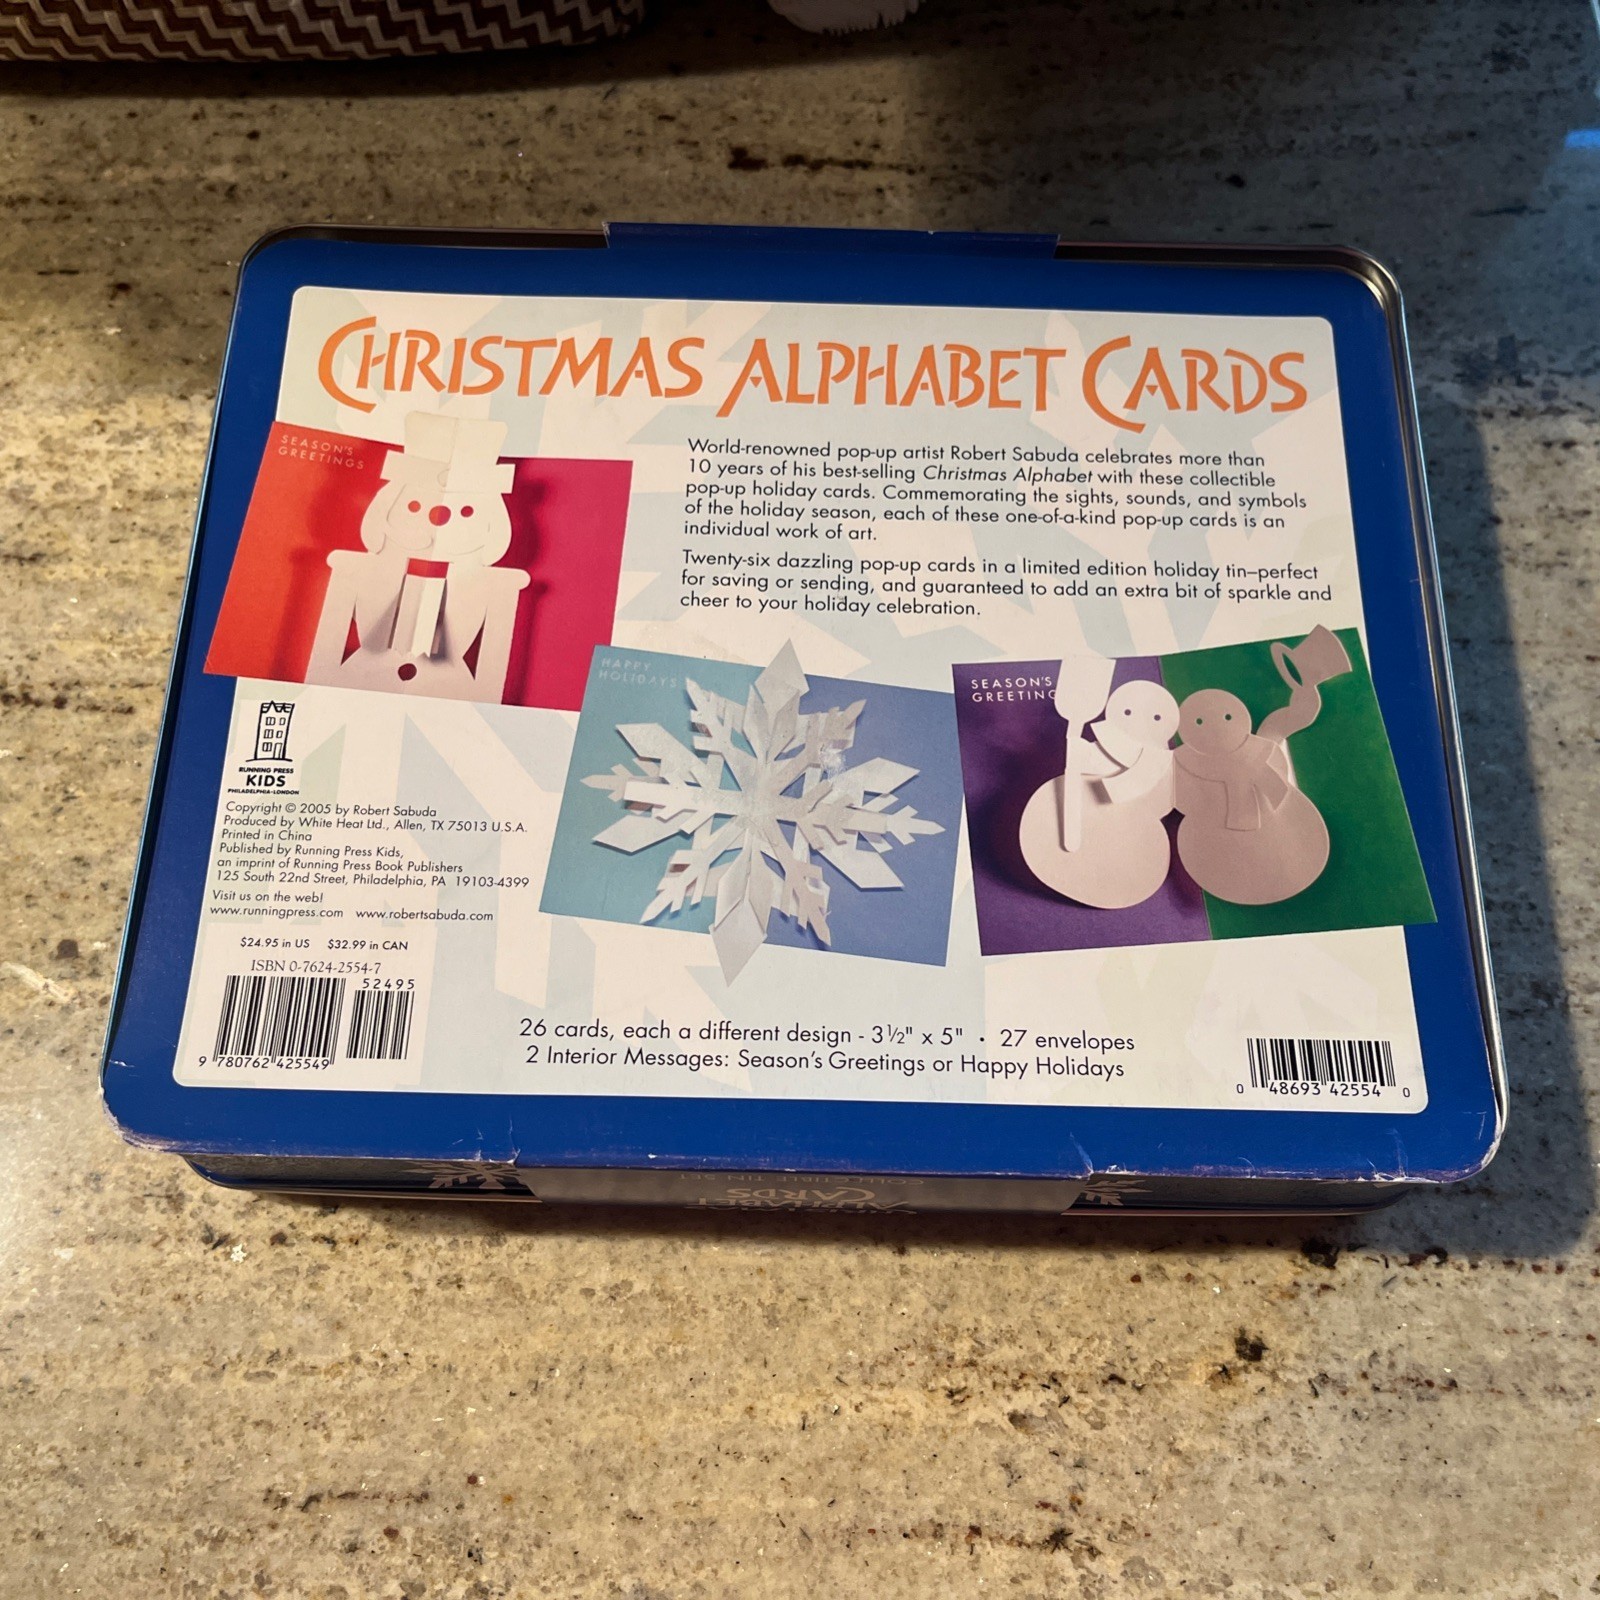 CHRISTMAS ALPHABET CARDS
SEASON'S
GREETINGS
World-renowned pop-up artist Robert Sabuda celebrates more than
10 years of his best-selling Christmas Alphabet with these collectible
pop-up holiday cards. Commemorating the sights, sounds, and symbols
of the holiday season, each of these one-of-a-kind pop-up cards is an
individual work of art.
Twenty-six dazzling pop-up cards in a limited edition holiday tin–perfect
for saving or sending, and guaranteed to add an extra bit of sparkle and
cheer to your holiday celebration.
HAPPY
HOLIDAYS
SEASON'S
GREETING
RUNNING PRESS
KIDS
PHILADELPHIA·LONDON
Copyright © 2005 by Robert Sabuda
Produced by White Heat Ltd., Allen, TX 75013 U.S.A.
Printed in China
Published by Running Press Kids,
an imprint of Running Press Book Publishers
125 South 22nd Street, Philadelphia, PA 19103-4399
Visit us on the web!
www.runningpress.com www.robertsabuda.com
$24.95 in US $32.99 in CAN
ISBN 0-7624-2554-7
52495
9 780762 425549
26 cards, each a different design - 3½" x 5" · 27 envelopes
2 Interior Messages: Season's Greetings or Happy Holidays
0 48693 42554 0
COLLECTIBLE TIN SET
ALPHABET
CARDS